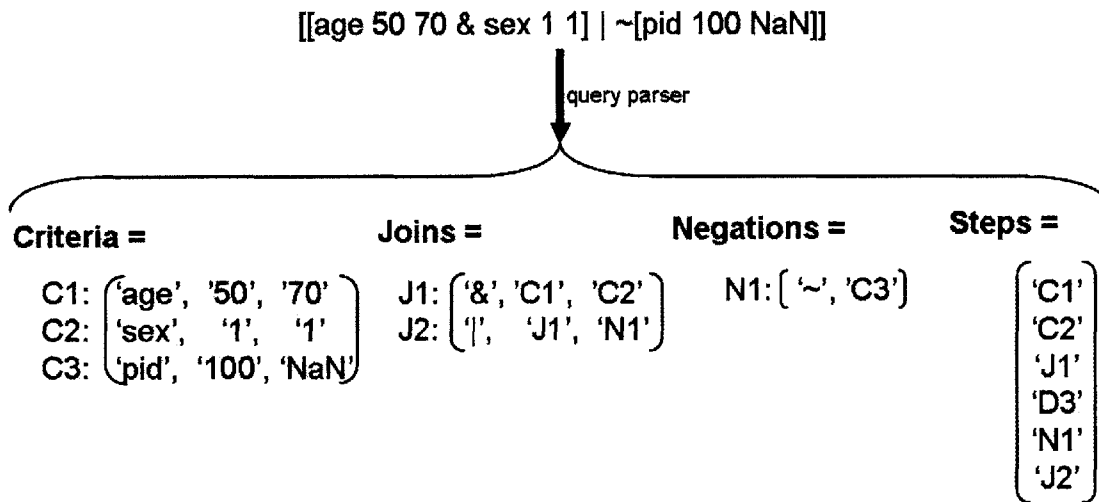 [[age 50 70 & sex 1 1] | ~[pid 100 NaN]]
query parser
Criteria =
C1: 'age', '50', '70'
C2: 'sex', '1', '1'
C3: 'pid', '100', 'NaN'
Joins =
J1: '&', 'C1', 'C2'
J2: '|', 'J1', 'N1'
Negations =
N1: [ '~', 'C3' ]
Steps =
'C1'
'C2'
'J1'
'D3'
'N1'
'J2'